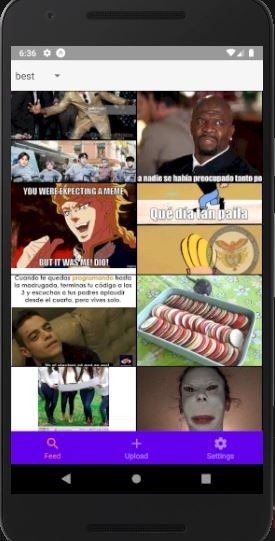 6:36
best
a nadie se había preocupado tanto po
YOU WERE EXPECTING A MEME
Qué día tan paila
BUT IT WAS ME! DIO!
Cuando te quedas programando hasta
la madrugada, terminas tu código a las
3 y escuchas a tus padres aplaudir
desde el cuarto, pero vives solo.
Feed
Upload
Settings